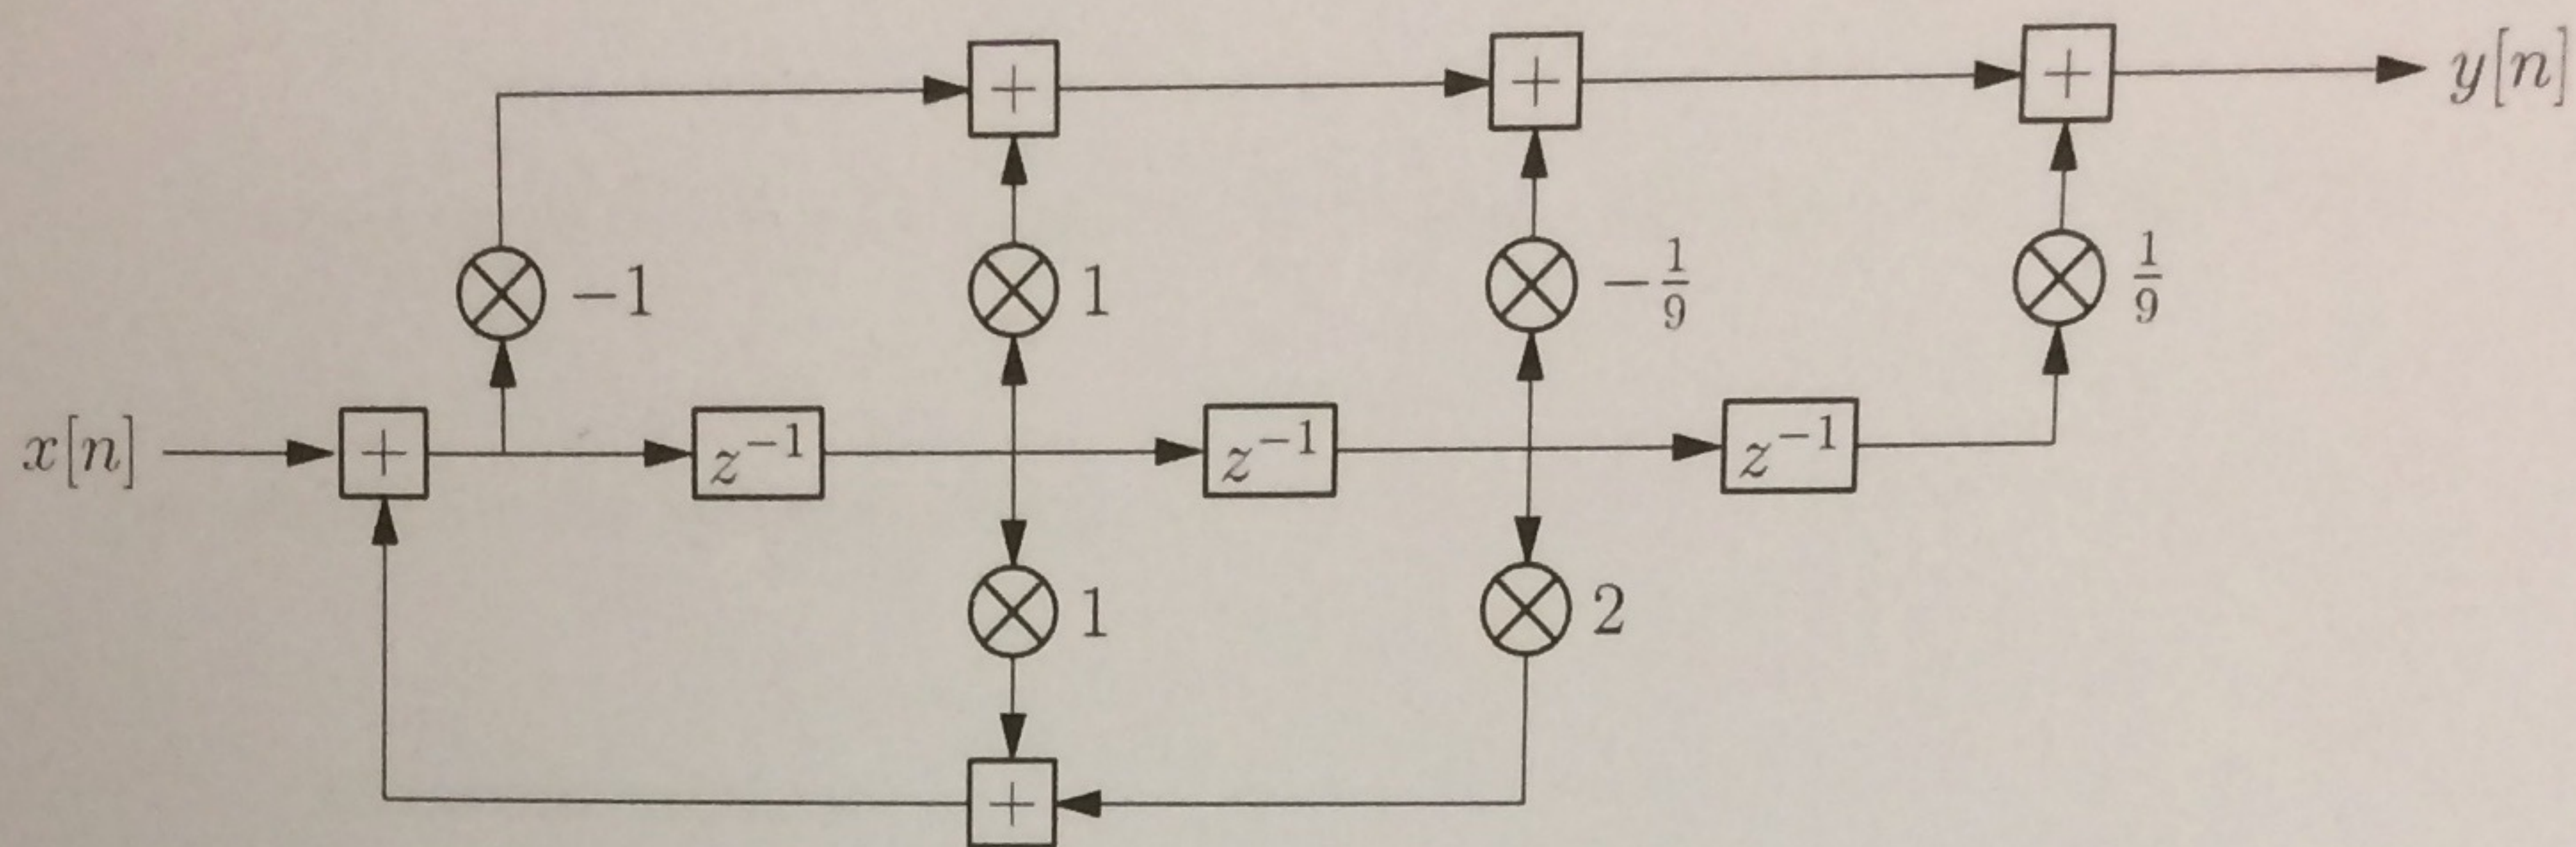 + + + y[n]
−1 1 −1/9 1/9
x[n] + z⁻¹ z⁻¹ z⁻¹
1 2
+